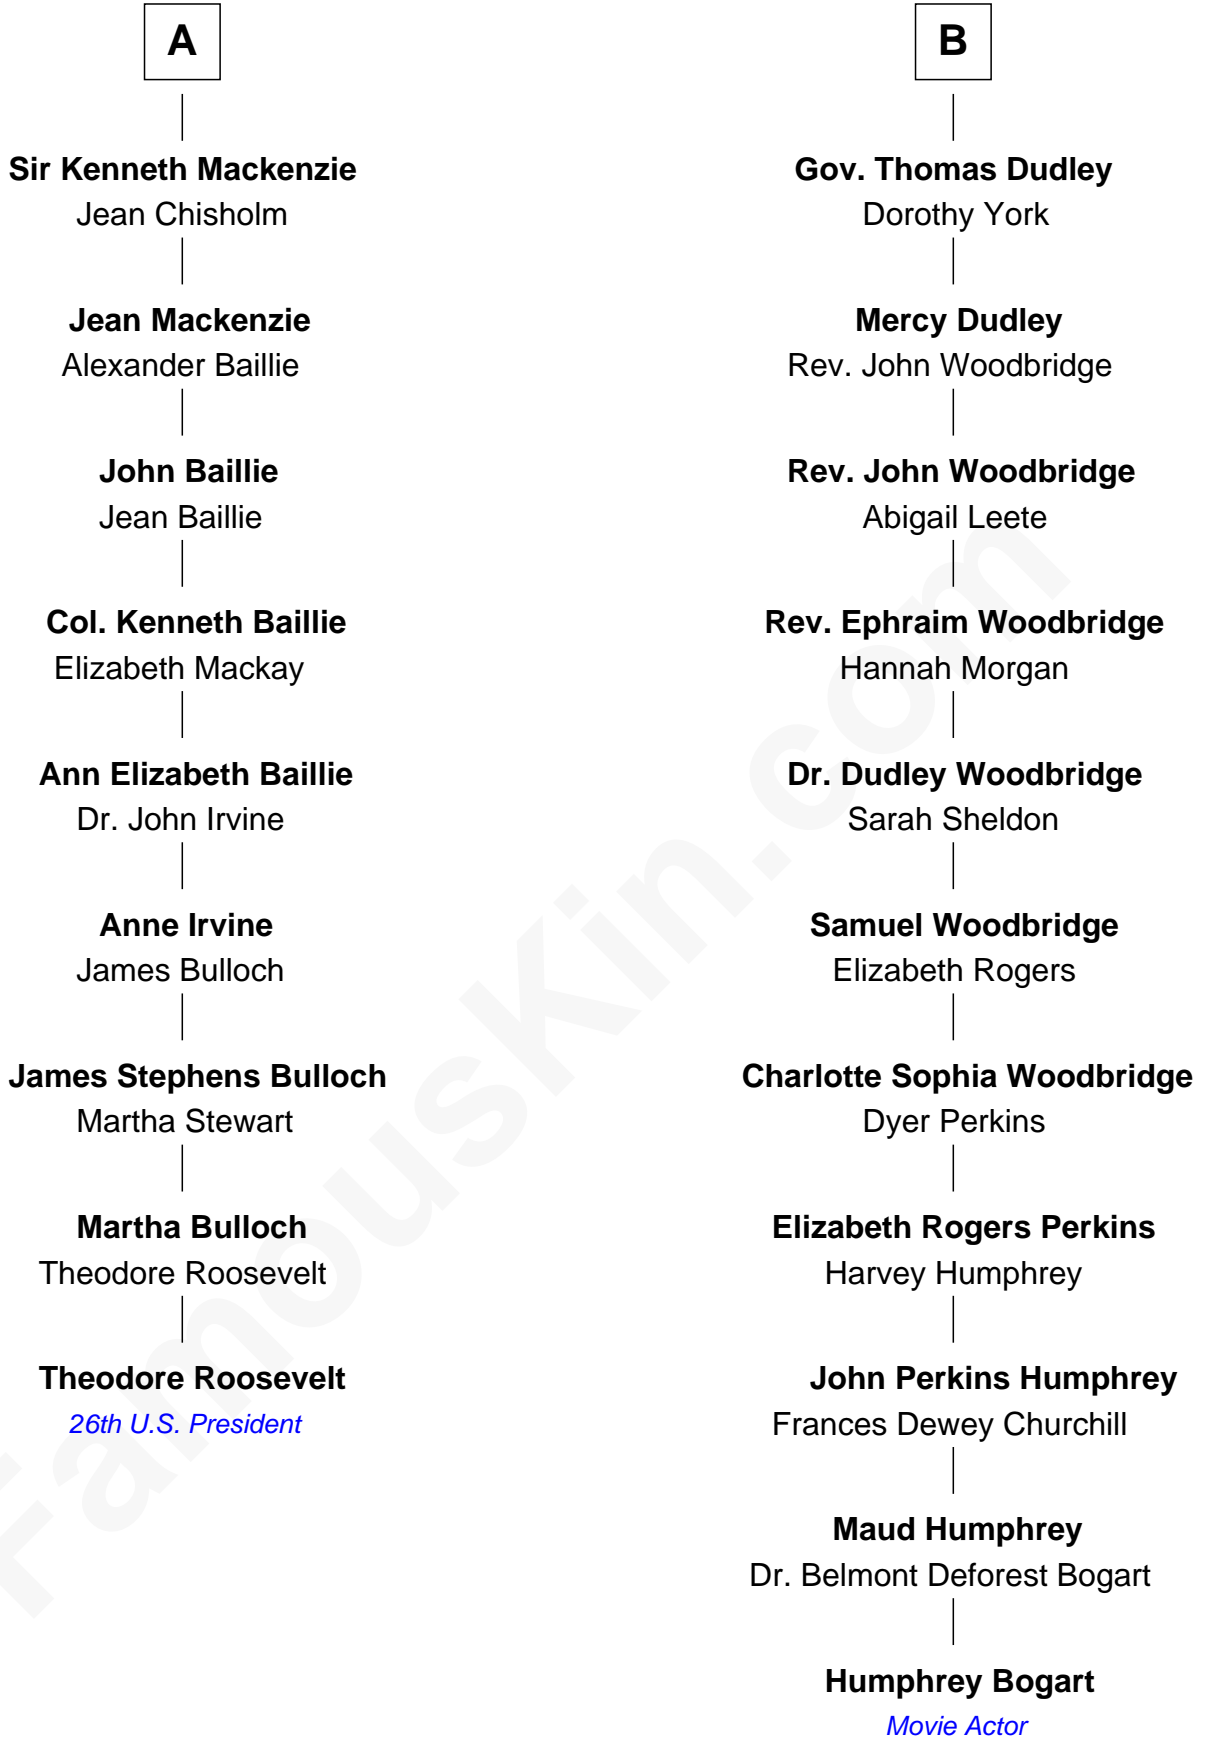 A
Sir Kenneth Mackenzie
Jean Chisholm
Jean Mackenzie
Alexander Baillie
John Baillie
Jean Baillie
Col. Kenneth Baillie
Elizabeth Mackay
Ann Elizabeth Baillie
Dr. John Irvine
Anne Irvine
James Bulloch
James Stephens Bulloch
Martha Stewart
Martha Bulloch
Theodore Roosevelt
Theodore Roosevelt
26th U.S. President
B
Gov. Thomas Dudley
Dorothy York
Mercy Dudley
Rev. John Woodbridge
Rev. John Woodbridge
Abigail Leete
Rev. Ephraim Woodbridge
Hannah Morgan
Dr. Dudley Woodbridge
Sarah Sheldon
Samuel Woodbridge
Elizabeth Rogers
Charlotte Sophia Woodbridge
Dyer Perkins
Elizabeth Rogers Perkins
Harvey Humphrey
John Perkins Humphrey
Frances Dewey Churchill
Maud Humphrey
Dr. Belmont Deforest Bogart
Humphrey Bogart
Movie Actor
FamousKin.com